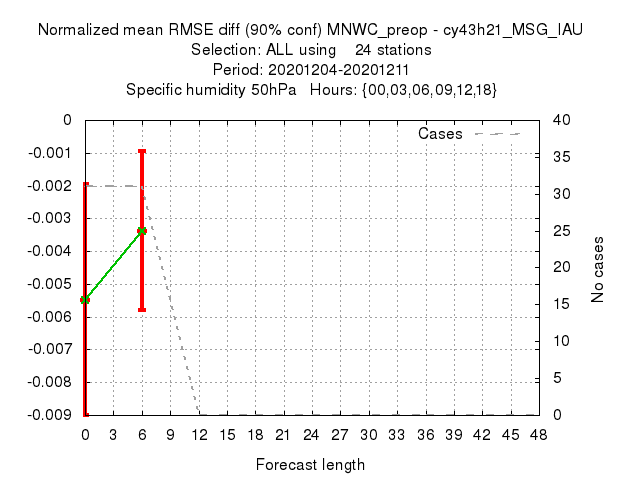 Normalized mean RMSE diff (90% conf) MNWC_preop - cy43h21_MSG_IAU
Selection: ALL using    24 stations
Period: 20201204-20201211
Specific humidity 50hPa   Hours: {00,03,06,09,12,18}
Cases
0
-0.001
-0.002
-0.003
-0.004
-0.005
-0.006
-0.007
-0.008
-0.009
40
35
30
25
20
15
10
5
0
No cases
0 3 6 9 12 15 18 21 24 27 30 33 36 39 42 45 48
Forecast length